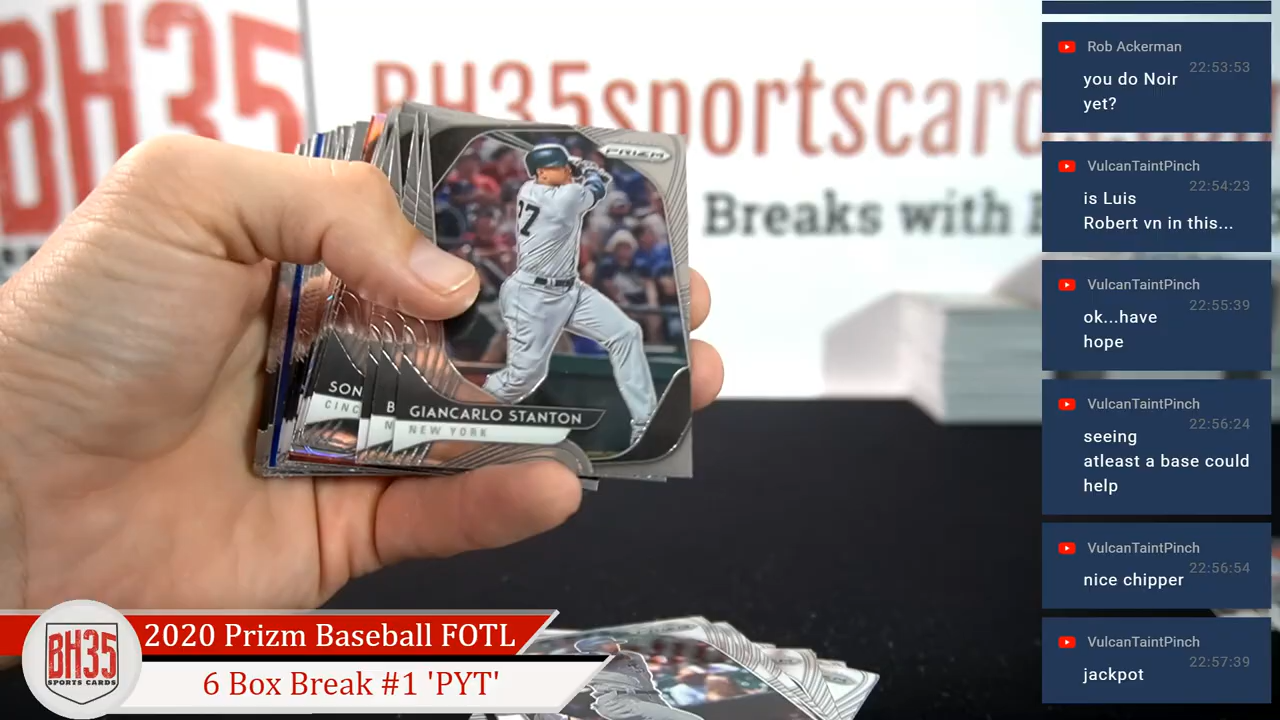 BH35
BH35sportscard
Breaks with
PRIZM
27
SON
CINC
B
N
GIANCARLO STANTON
NEW YORK
BH35
SPORTS CARDS
2020 Prizm Baseball FOTL
6 Box Break #1 'PYT'
Rob Ackerman
22:53:53
you do Noir
yet?
VulcanTaintPinch
22:54:23
is Luis
Robert vn in this...
VulcanTaintPinch
22:55:39
ok...have
hope
VulcanTaintPinch
22:56:24
seeing
atleast a base could
help
VulcanTaintPinch
22:56:54
nice chipper
VulcanTaintPinch
22:57:39
jackpot